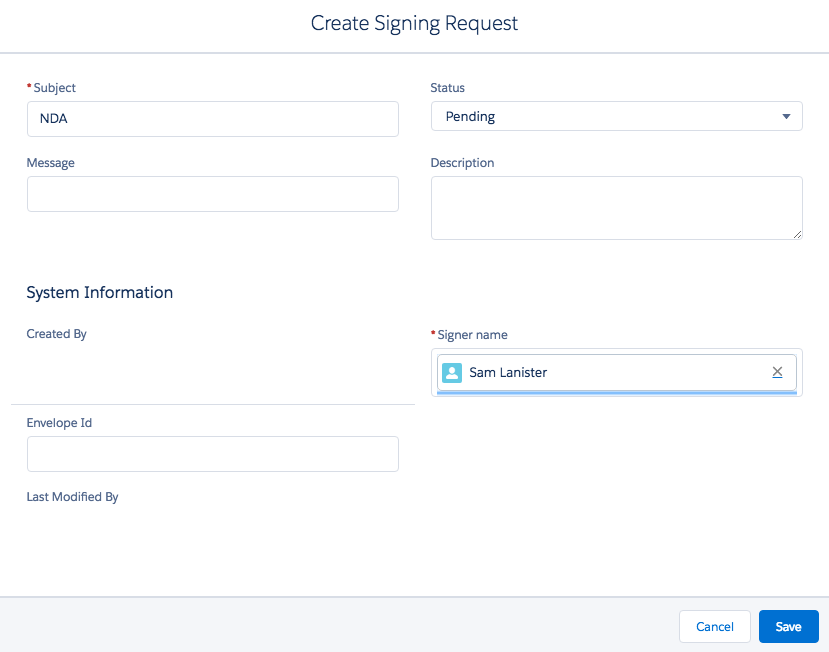 Create Signing Request
*Subject
NDA
Status
Pending
Message
Description
System Information
Created By
*Signer name
Sam Lanister
Envelope Id
Last Modified By
Cancel
Save